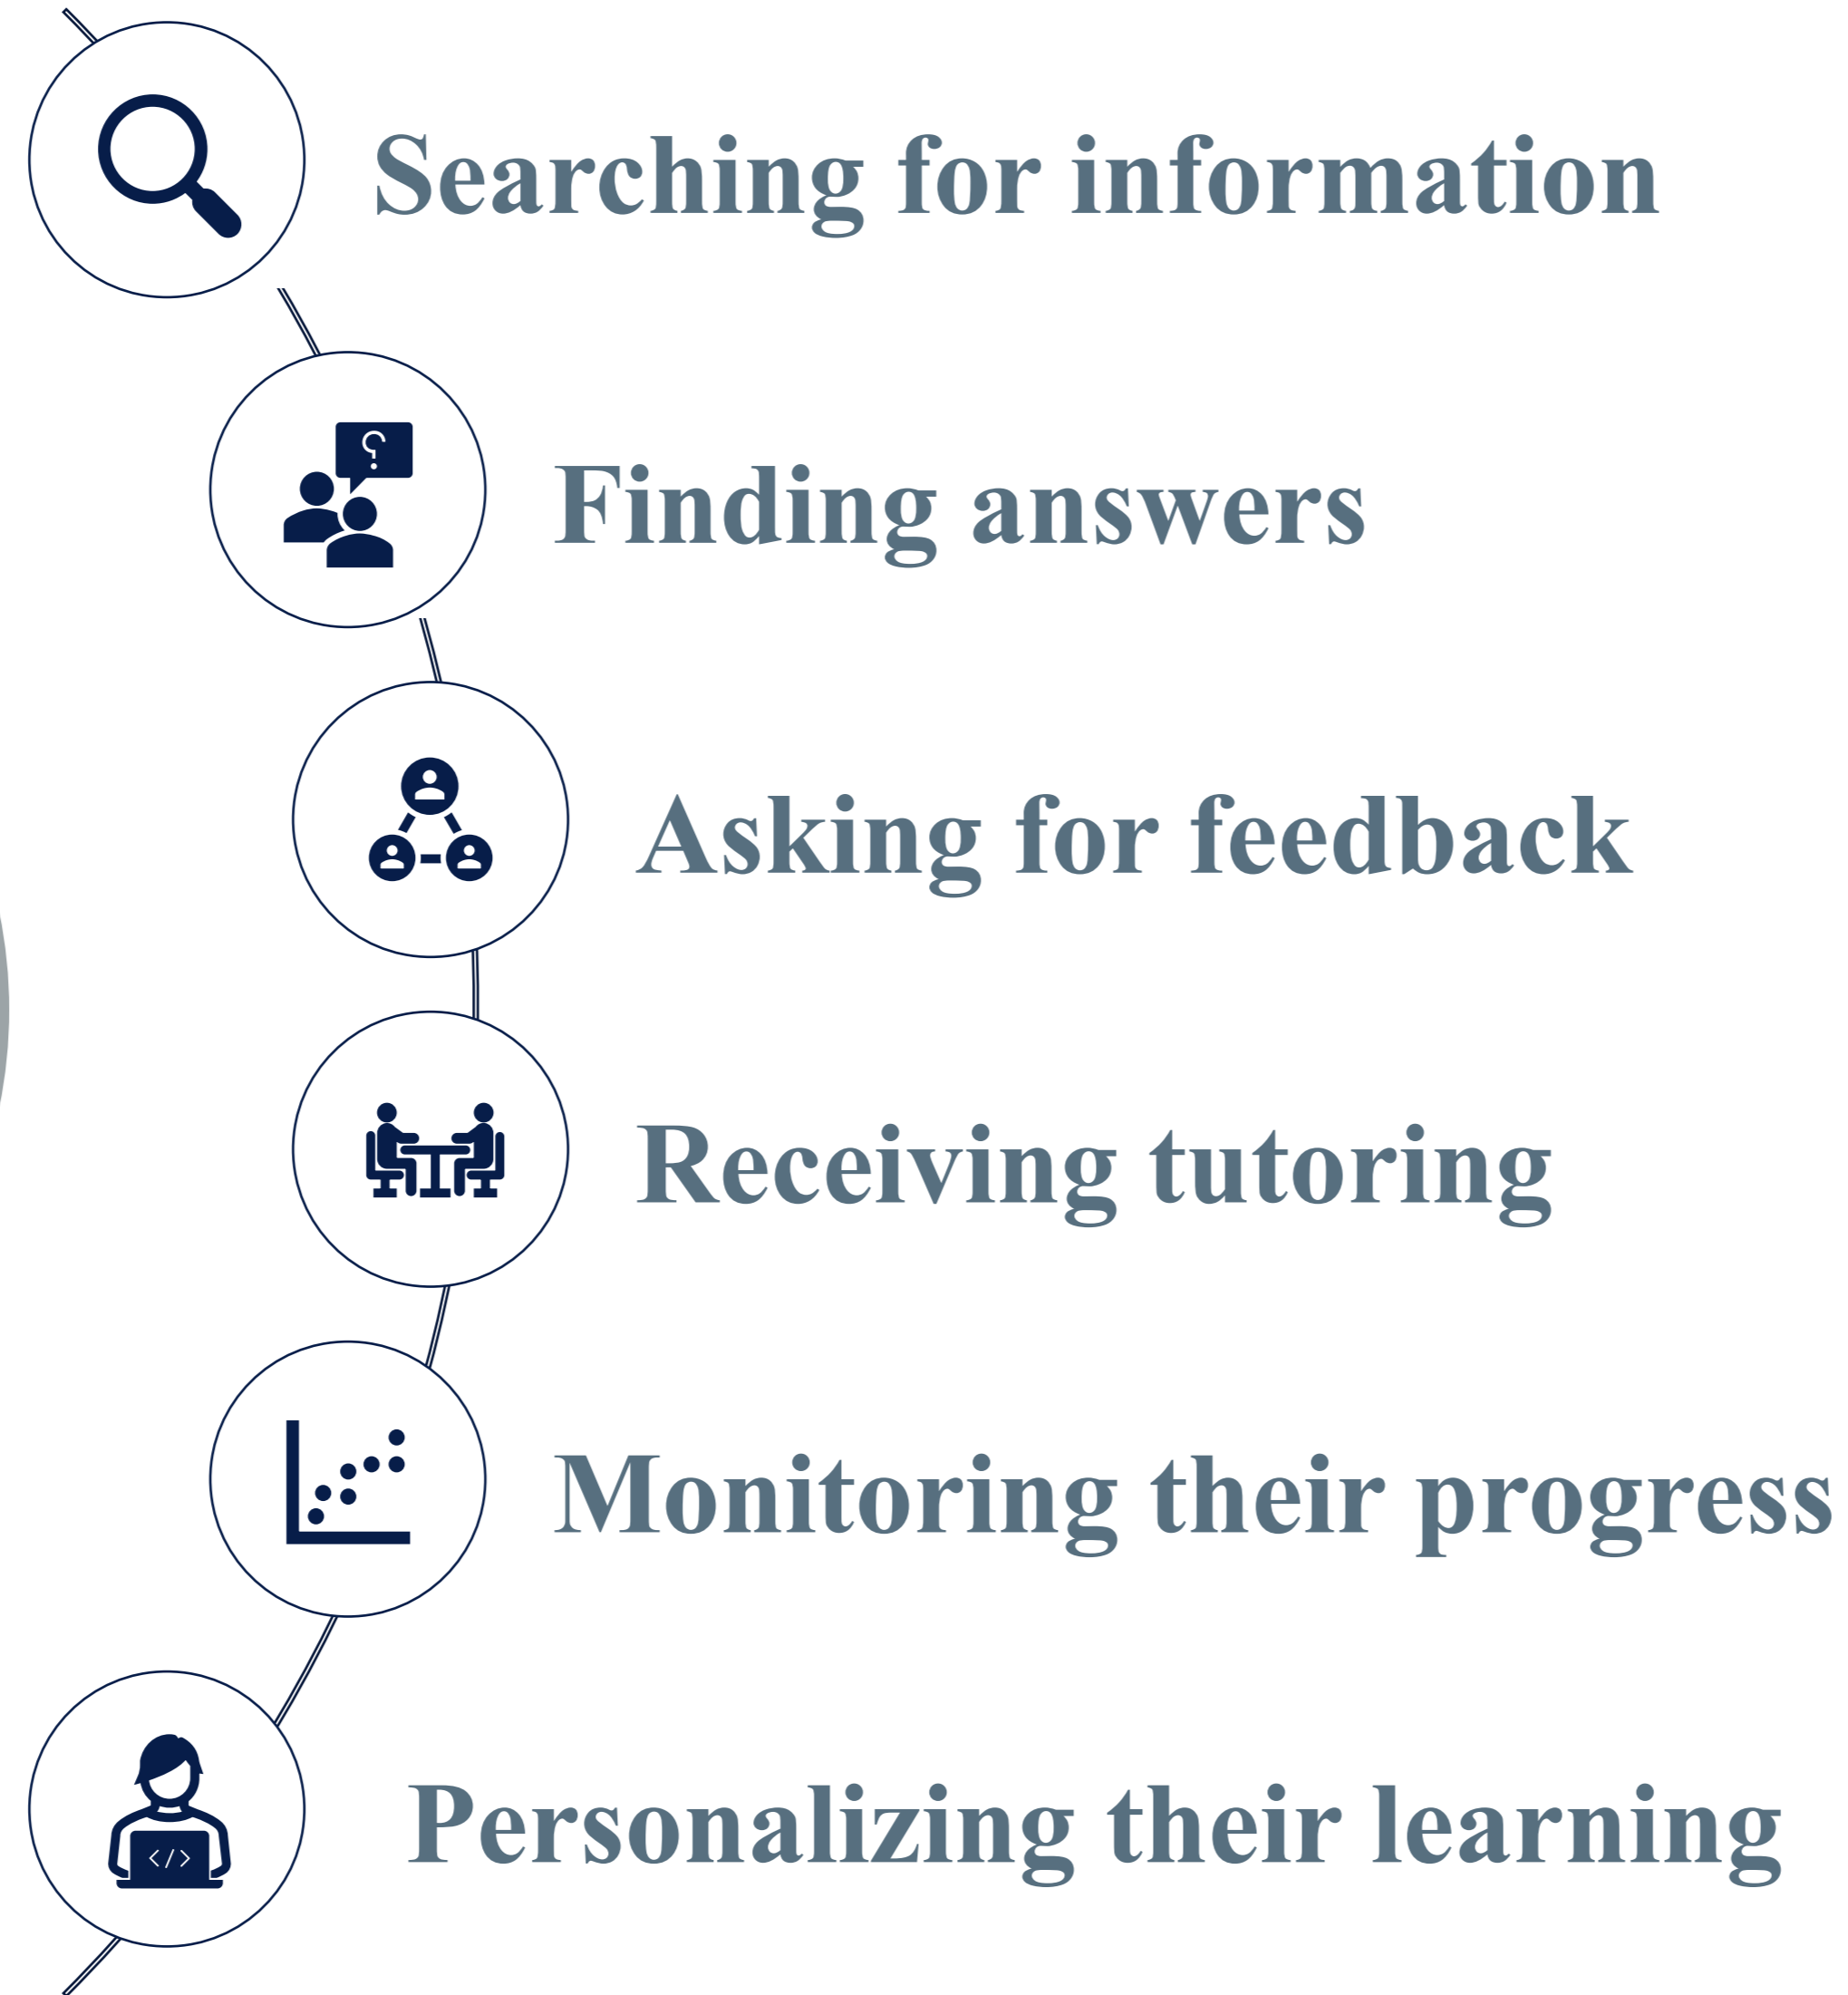 Searching for information
?
Finding answers
Asking for feedback
Receiving tutoring
Monitoring their progress
</>
Personalizing their learning